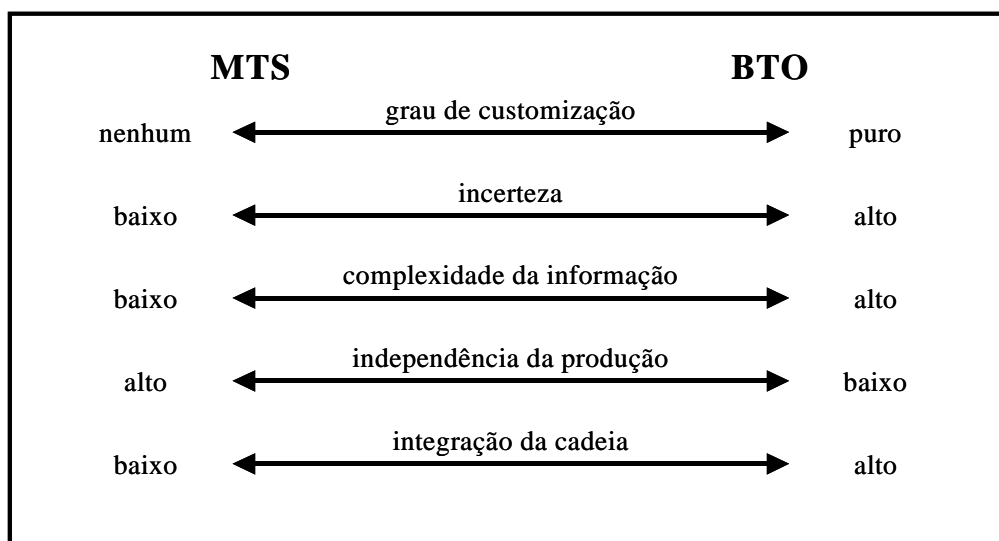 MTS BTO
grau de customização
nenhum puro
incerteza
baixo alto
complexidade da informação
baixo alto
independência da produção
alto baixo
integração da cadeia
baixo alto